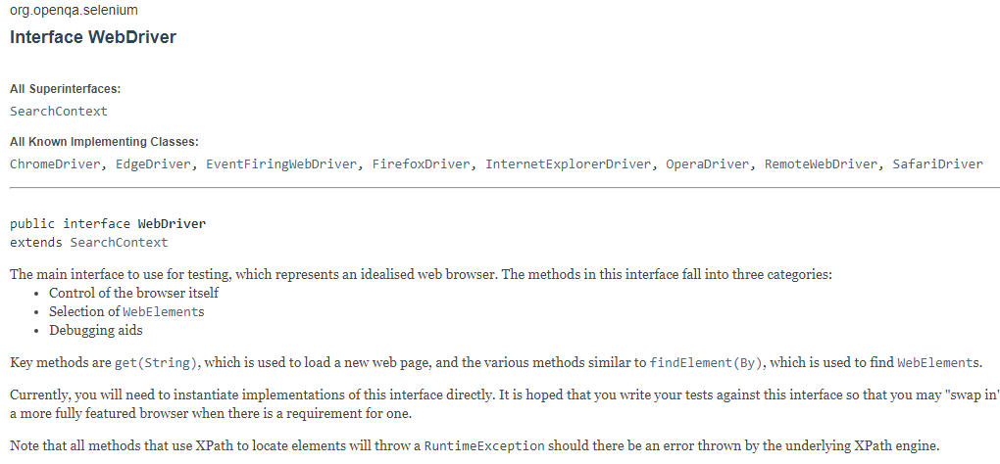 org.openqa.selenium
Interface WebDriver
All Superinterfaces:
SearchContext
All Known Implementing Classes:
ChromeDriver, EdgeDriver, EventFiringWebDriver, FirefoxDriver, InternetExplorerDriver, OperaDriver, RemoteWebDriver, SafariDriver
public interface WebDriver
extends SearchContext
The main interface to use for testing, which represents an idealised web browser. The methods in this interface fall into three categories:
• Control of the browser itself
• Selection of WebElements
• Debugging aids
Key methods are get(String), which is used to load a new web page, and the various methods similar to findElement(By), which is used to find WebElements.
Currently, you will need to instantiate implementations of this interface directly. It is hoped that you write your tests against this interface so that you may "swap in"
a more fully featured browser when there is a requirement for one.
Note that all methods that use XPath to locate elements will throw a RuntimeException should there be an error thrown by the underlying XPath engine.